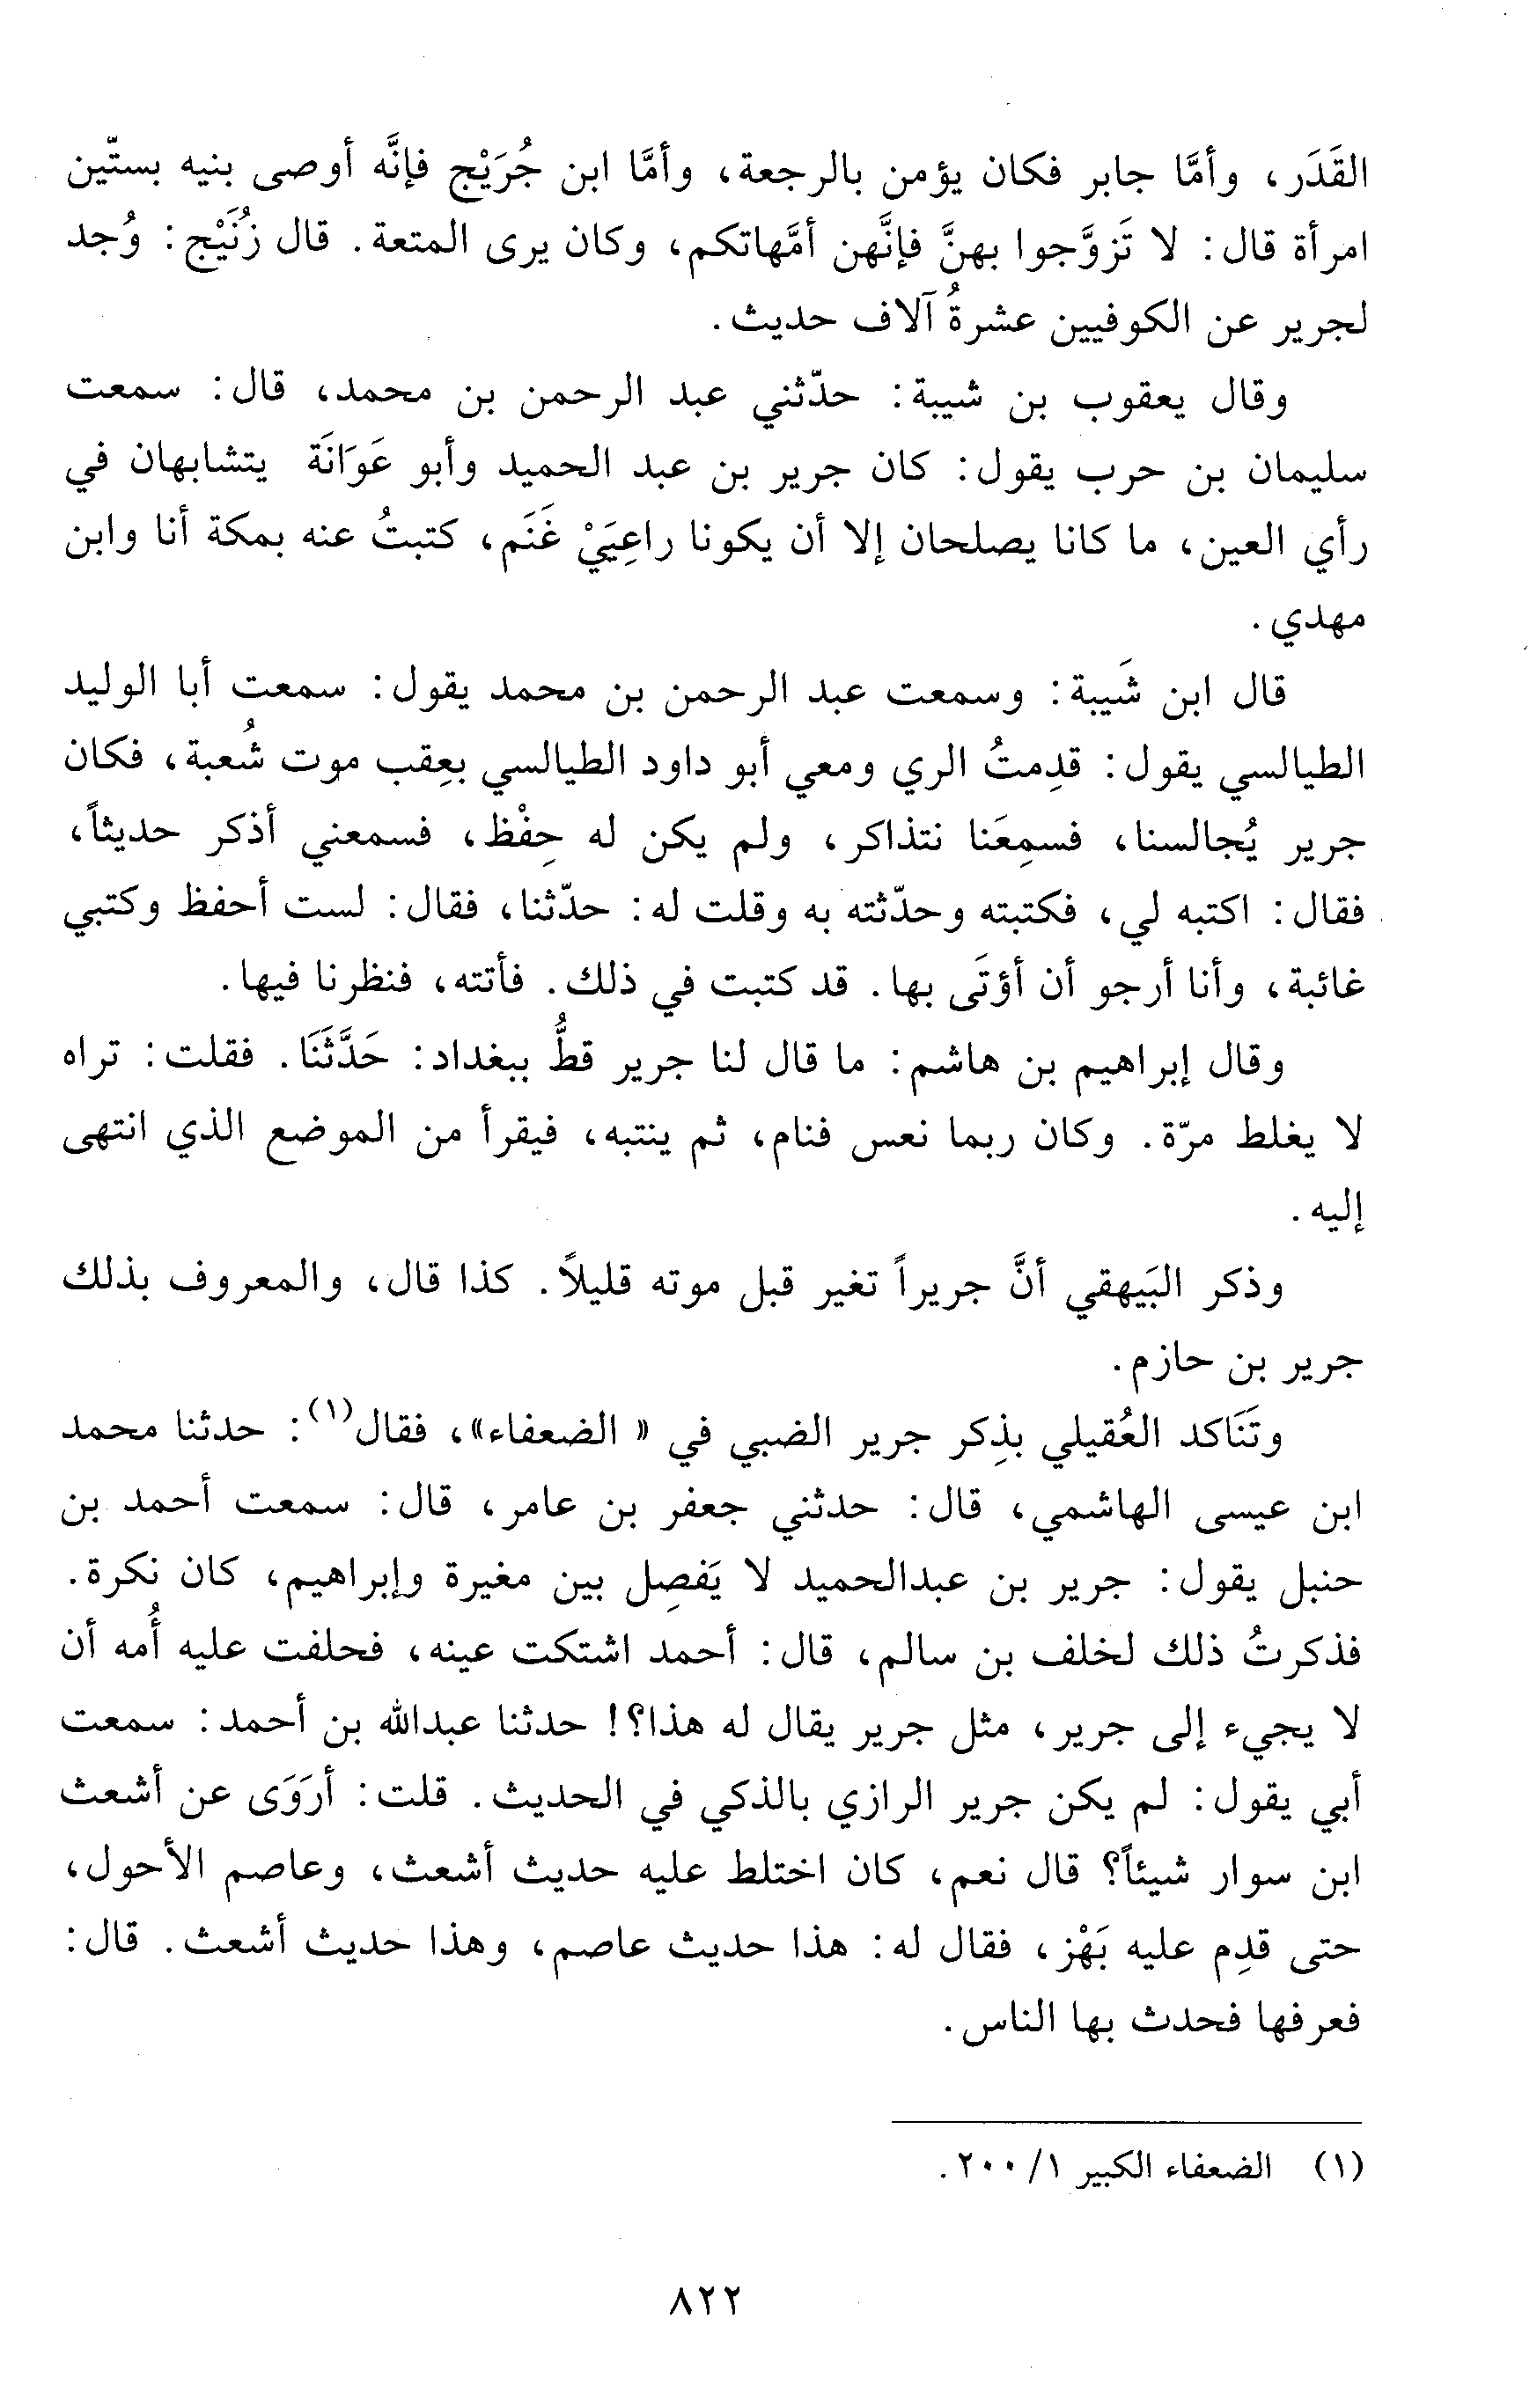 القَدَر، وأمَّا جابر فكان يؤمن بالرجعة، وأمَّا ابن جُرَيْج فإنَّه أوصى بنيه بستّين
امرأة قال: لا تَزوَّجوا بهنَّ فإنَّهن أمَّهاتكم، وكان يرى المتعة. قال زُنَيْج: وُجد
لجرير عن الكوفيين عشرةُ آلاف حديث.
وقال يعقوب بن شيبة: حدّثني عبد الرحمن بن محمد، قال: سمعت
سليمان بن حرب يقول: كان جرير بن عبد الحميد وأبو عَوَانَة يتشابهان في
رأي العين، ما كانا يصلحان إلا أن يكونا راعِيَيْ غَنَم، كتبتُ عنه بمكة أنا وابن
مهدي.
قال ابن شَيبة: وسمعت عبد الرحمن بن محمد يقول: سمعت أبا الوليد
الطيالسي يقول: قدِمتُ الري ومعي أبو داود الطيالسي بعِقب موت شُعبة، فكان
جرير يُجالسنا، فسمِعَنا نتذاكر، ولم يكن له حِفْظ، فسمعني أذكر حديثاً،
فقال: اكتبه لي، فكتبته وحدّثته به وقلت له: حدّثنا، فقال: لست أحفظ وكتبي
غائبة، وأنا أرجو أن أؤتَى بها. قد كتبت في ذلك. فأتته، فنظرنا فيها.
وقال إبراهيم بن هاشم: ما قال لنا جرير قطُّ ببغداد: حَدَّثَنَا. فقلت: تراه
لا يغلط مرّة. وكان ربما نعس فنام، ثم ينتبه، فيقرأ من الموضع الذي انتهى
إليه.
وذكر البَيهقي أنَّ جريراً تغير قبل موته قليلاً. كذا قال، والمعروف بذلك
جرير بن حازم.
وتَنَاكد العُقيلي بذِكر جرير الضبي في «الضعفاء»، فقال(١): حدثنا محمد
ابن عيسى الهاشمي، قال: حدثني جعفر بن عامر، قال: سمعت أحمد بن
حنبل يقول: جرير بن عبدالحميد لا يَفصِل بين مغيرة وإبراهيم، كان نكرة.
فذكرتُ ذلك لخلف بن سالم، قال: أحمد اشتكت عينه، فحلفت عليه أُمه أن
لا يجيء إلى جرير، مثل جرير يقال له هذا؟! حدثنا عبدالله بن أحمد: سمعت
أبي يقول: لم يكن جرير الرازي بالذكي في الحديث. قلت: أرَوَى عن أشعث
ابن سوار شيئاً؟ قال نعم، كان اختلط عليه حديث أشعث، وعاصم الأحول،
حتى قدِم عليه بَهْز، فقال له: هذا حديث عاصم، وهذا حديث أشعث. قال:
فعرفها فحدث بها الناس.
(١) الضعفاء الكبير ١/ ٢٠٠.
٨٢٢